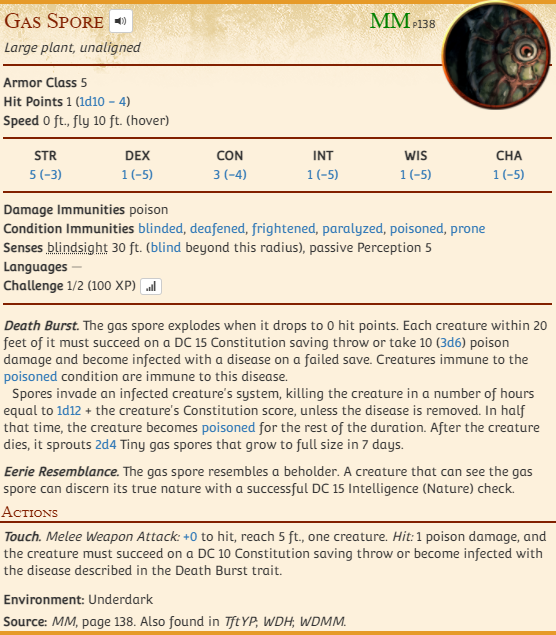 Gas Spore
MM p138
Large plant, unaligned
Armor Class 5
Hit Points 1 (1d10 − 4)
Speed 0 ft., fly 10 ft. (hover)
STR DEX CON INT WIS CHA
5 (−3) 1 (−5) 3 (−4) 1 (−5) 1 (−5) 1 (−5)
Damage Immunities poison
Condition Immunities blinded, deafened, frightened, paralyzed, poisoned, prone
Senses blindsight 30 ft. (blind beyond this radius), passive Perception 5
Languages —
Challenge 1/2 (100 XP)
Death Burst. The gas spore explodes when it drops to 0 hit points. Each creature within 20
feet of it must succeed on a DC 15 Constitution saving throw or take 10 (3d6) poison
damage and become infected with a disease on a failed save. Creatures immune to the
poisoned condition are immune to this disease.
Spores invade an infected creature's system, killing the creature in a number of hours
equal to 1d12 + the creature's Constitution score, unless the disease is removed. In half
that time, the creature becomes poisoned for the rest of the duration. After the creature
dies, it sprouts 2d4 Tiny gas spores that grow to full size in 7 days.
Eerie Resemblance. The gas spore resembles a beholder. A creature that can see the gas
spore can discern its true nature with a successful DC 15 Intelligence (Nature) check.
Actions
Touch. Melee Weapon Attack: +0 to hit, reach 5 ft., one creature. Hit: 1 poison damage, and
the creature must succeed on a DC 10 Constitution saving throw or become infected with
the disease described in the Death Burst trait.
Environment: Underdark
Source: MM, page 138. Also found in TftYP; WDH; WDMM.